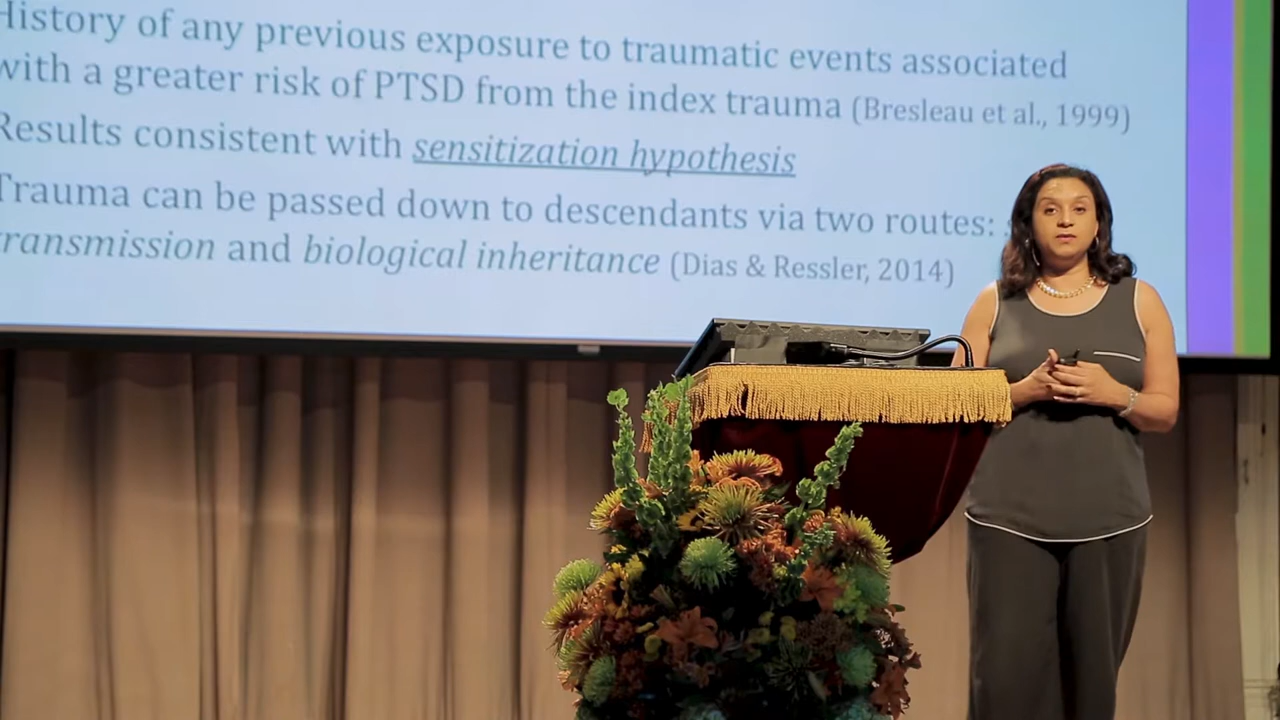 History of any previous exposure to traumatic events associated
with a greater risk of PTSD from the index trauma (Bresleau et al., 1999)
Results consistent with sensitization hypothesis
Trauma can be passed down to descendants via two routes:
transmission and biological inheritance (Dias & Ressler, 2014)